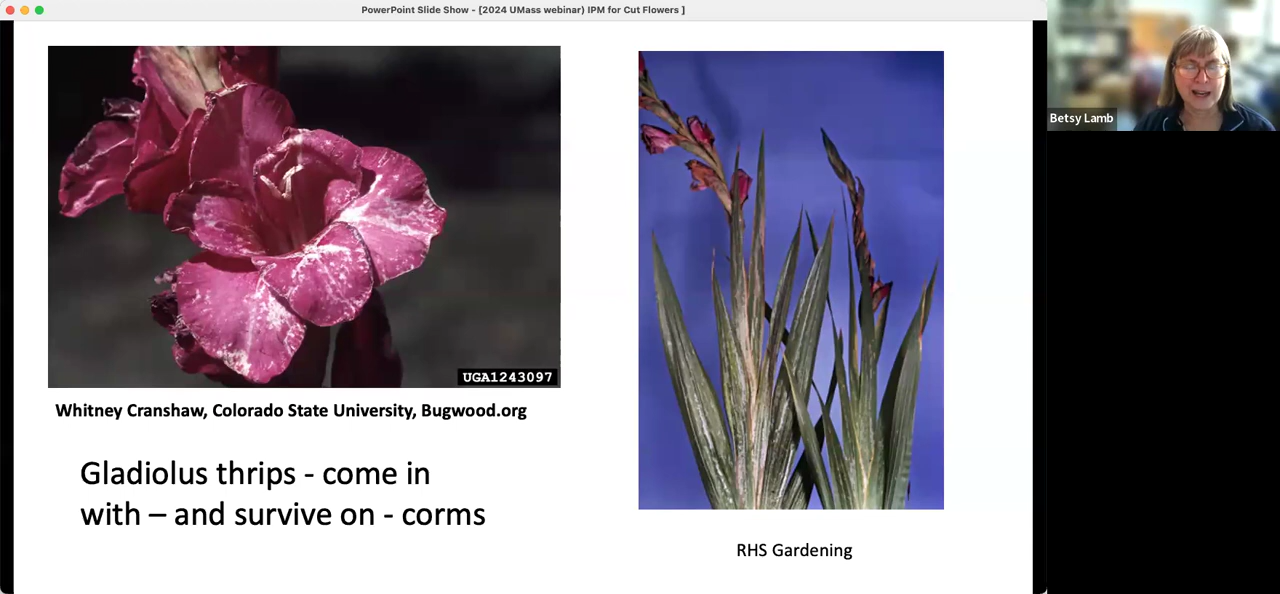 PowerPoint Slide Show - [2024 UMass webinar) IPM for Cut Flowers ]
Betsy Lamb
UGA1243097
Whitney Cranshaw, Colorado State University, Bugwood.org
Gladiolus thrips - come in
with – and survive on - corms
RHS Gardening